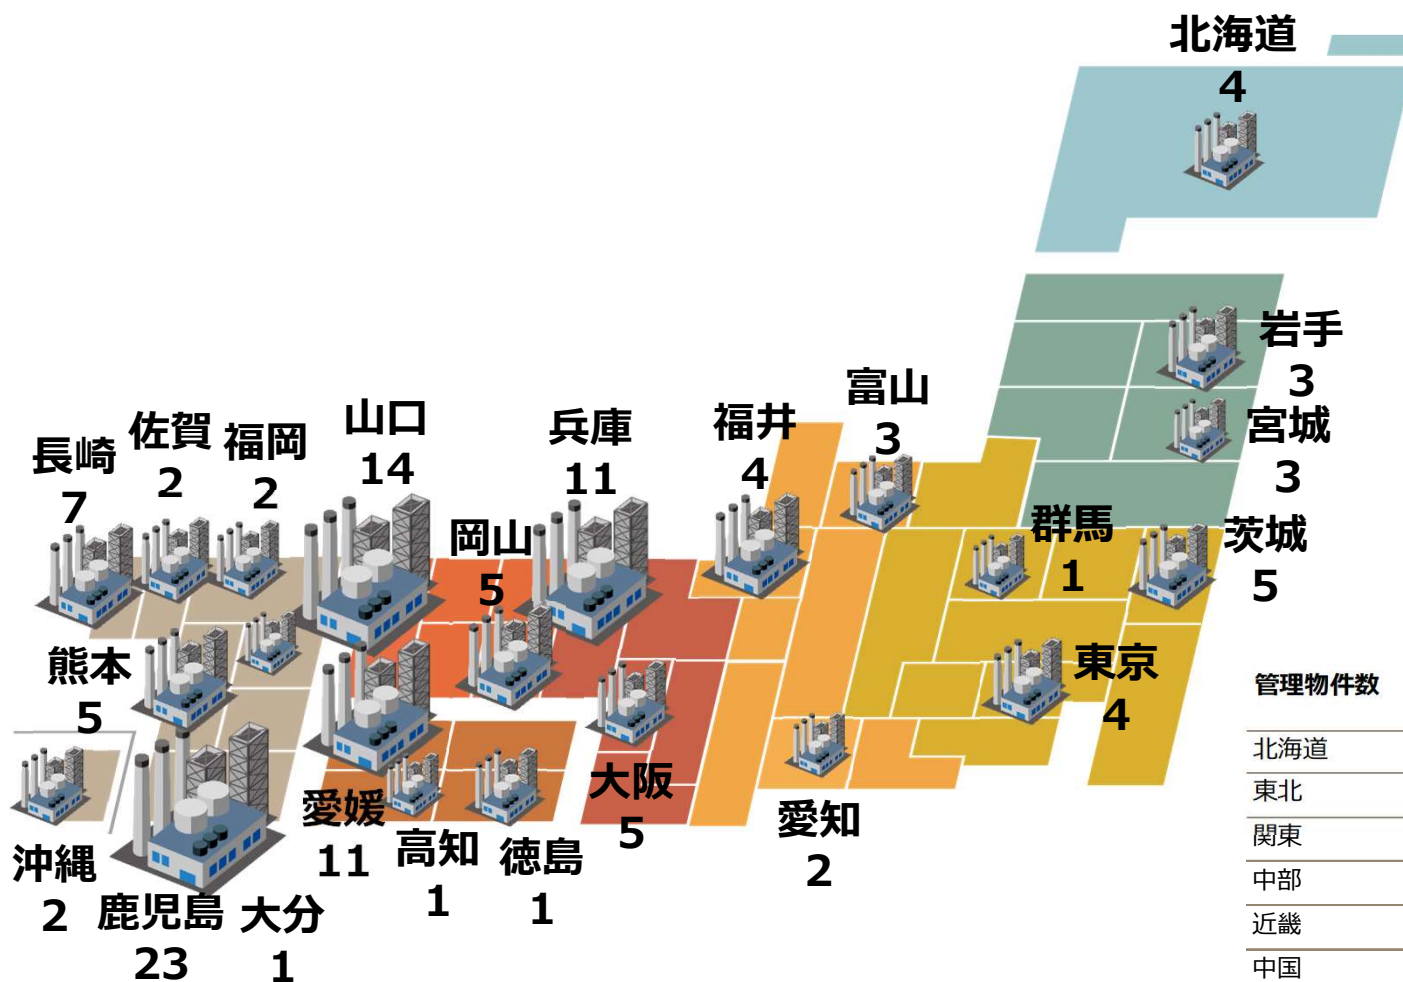 北海道
4
岩手
3
宮城
3
富山
3
福井
4
兵庫
11
山口
14
岡山
5
福岡
2
佐賀
2
長崎
7
群馬
1
茨城
5
東京
4
熊本
5
愛媛
11
高知
1
徳島
1
大阪
5
愛知
2
沖縄
2
鹿児島
23
大分
1
管理物件数
北海道
東北
関東
中部
近畿
中国